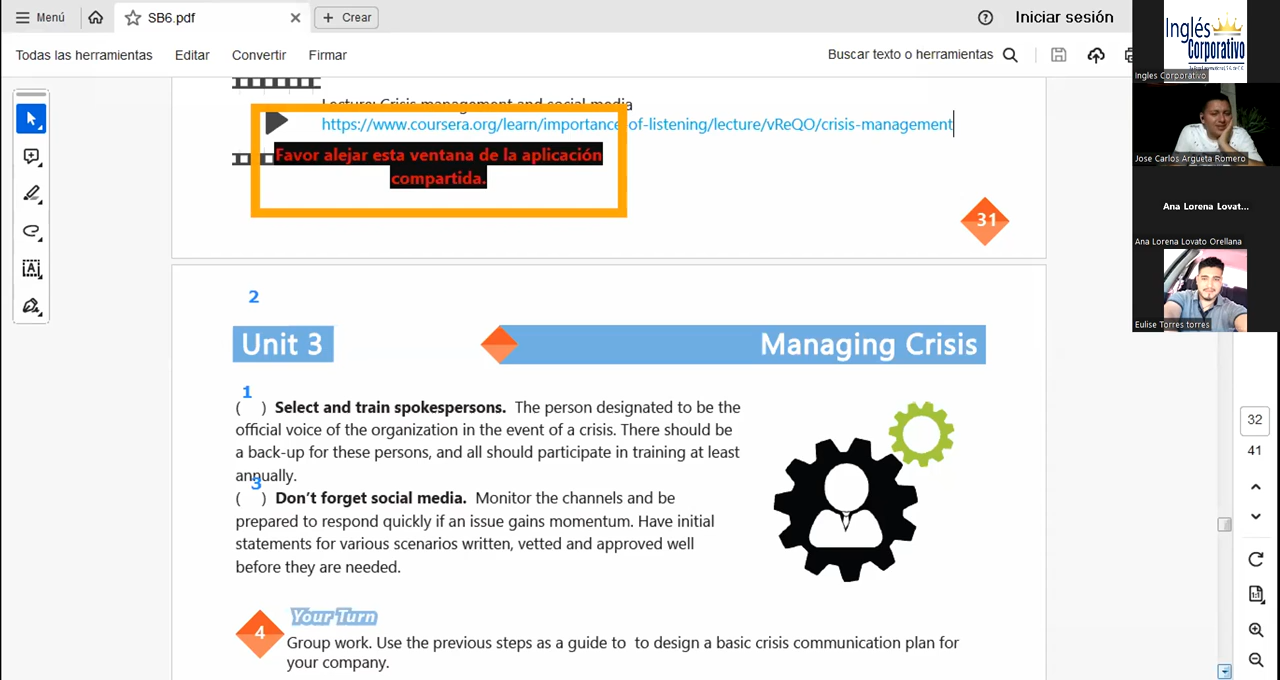 Menú
SB6.pdf
Crear
Iniciar sesión
Todas las herramientas
Editar
Convertir
Firmar
Buscar texto o herramientas
Lecture: Crisis management and social media
https://www.coursera.org/learn/importance-of-listening/lecture/vReQO/crisis-management
Favor alejar esta ventana de la aplicación
compartida.
31
2
Unit 3
Managing Crisis
1
( ) Select and train spokespersons. The person designated to be the
official voice of the organization in the event of a crisis. There should be
a back-up for these persons, and all should participate in training at least
annually.
3
( ) Don't forget social media. Monitor the channels and be
prepared to respond quickly if an issue gains momentum. Have initial
statements for various scenarios written, vetted and approved well
before they are needed.
Your Turn
4
Group work. Use the previous steps as a guide to to design a basic crisis communication plan for
your company.
Inglés
Corporativo
Ingles Corporativo
Jose Carlos Argueta Romero
Ana Lorena Lovat...
Ana Lorena Lovato Orellana
Eulise Torres torres
32
41